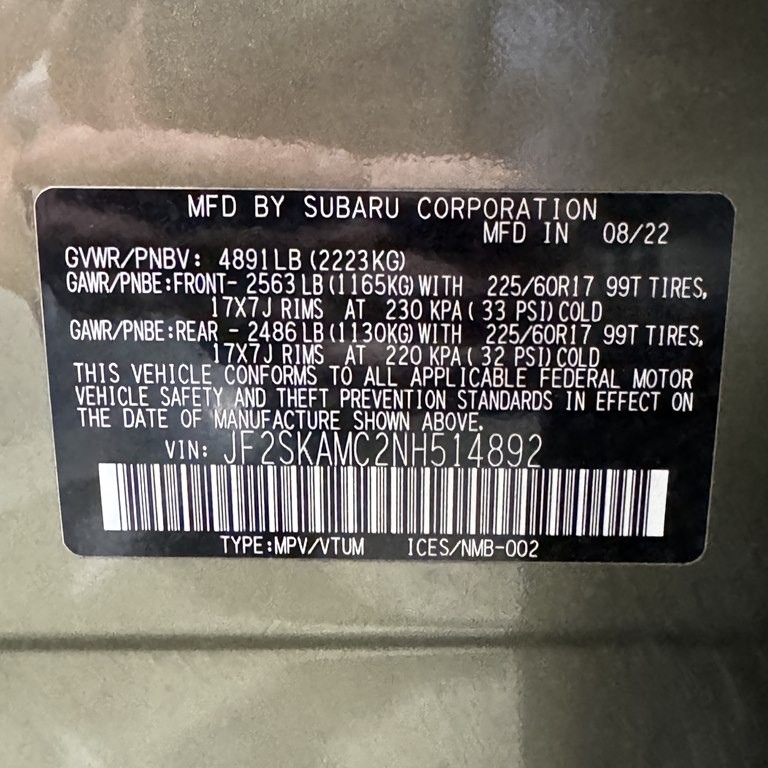 MFD BY SUBARU CORPORATION
MFD IN 08/22
GVWR/PNBV: 4891LB (2223KG)
GAWR/PNBE:FRONT- 2563LB (1165KG) WITH 225/60R17 99T TIRES,
17X7J RIMS AT 230 KPA (33 PSI) COLD
GAWR/PNBE:REAR - 2486LB (1130KG) WITH 225/60R17 99T TIRES,
17X7J RIMS AT 220 KPA (32 PSI) COLD
THIS VEHICLE CONFORMS TO ALL APPLICABLE FEDERAL MOTOR
VEHICLE SAFETY AND THEFT PREVENTION STANDARDS IN EFFECT ON
THE DATE OF MANUFACTURE SHOWN ABOVE.
VIN: JF2SKAMC2NH514892
TYPE:MPV/VTUM ICES/NMB-002